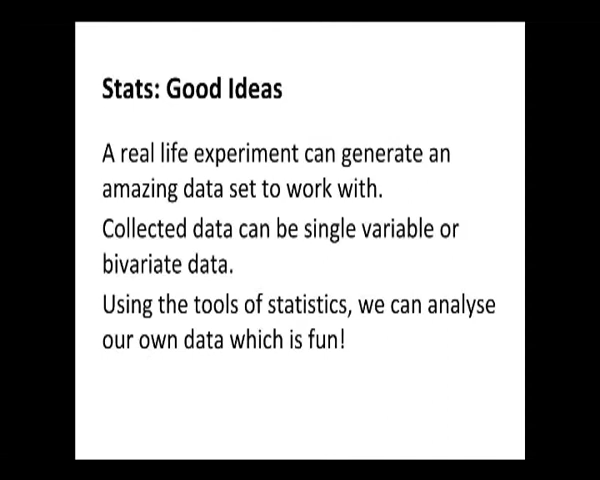 Stats: Good Ideas
A real life experiment can generate an
amazing data set to work with.
Collected data can be single variable or
bivariate data.
Using the tools of statistics, we can analyse
our own data which is fun!